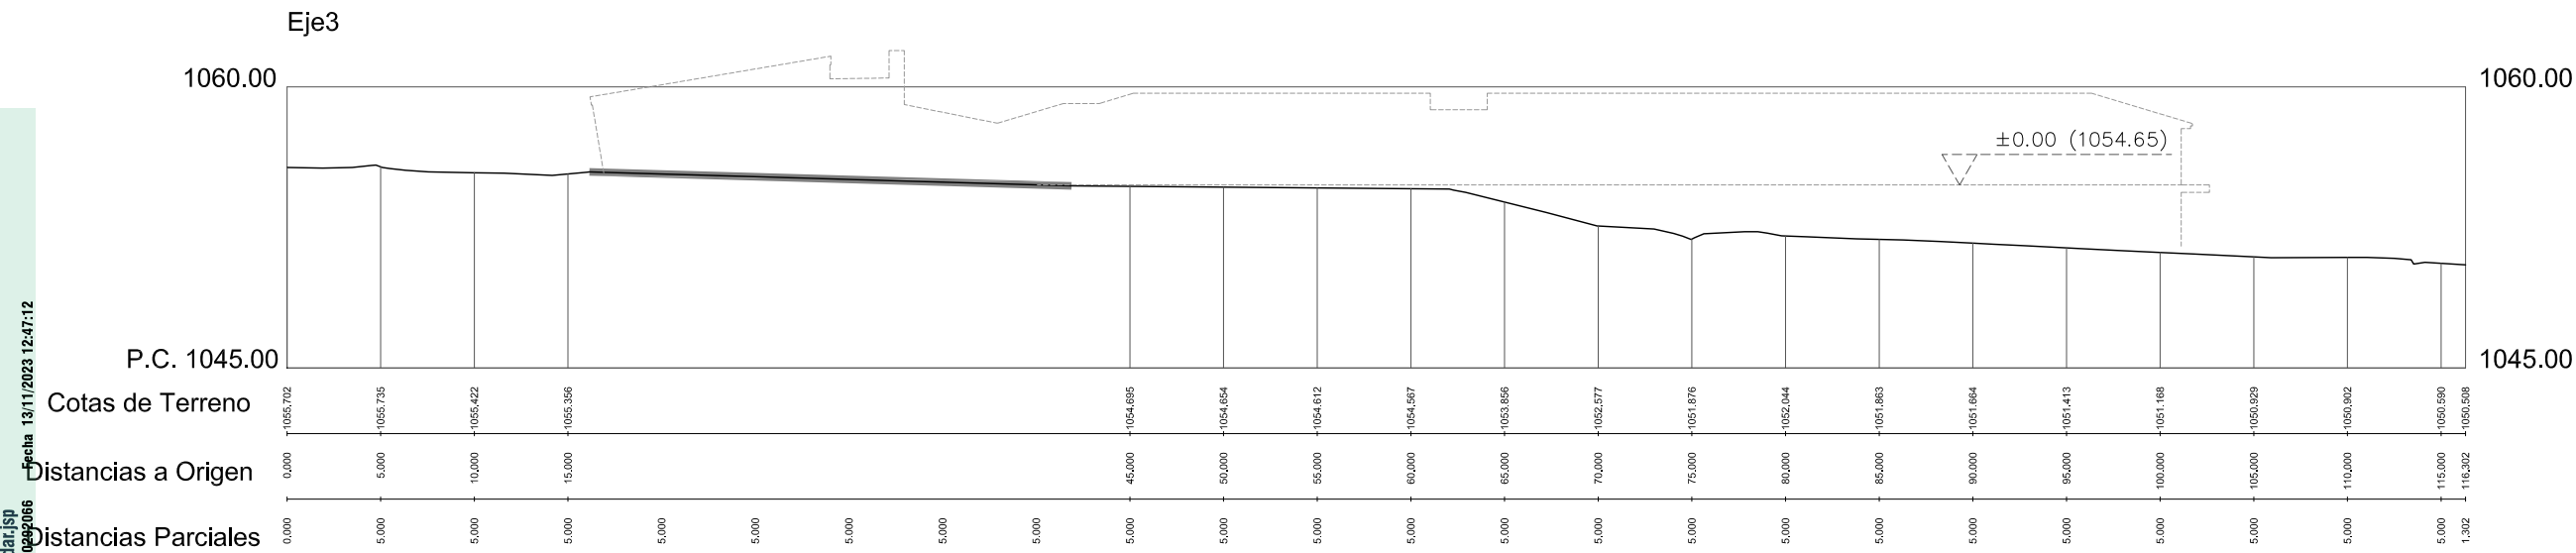 Eje3
1060.00
1060.00
±0.00 (1054.65)
P.C. 1045.00
1045.00
Cotas de Terreno
1055.702 1055.735 1055.422 1055.356 1054.695 1054.654 1054.612 1054.567 1053.856 1052.577 1051.876 1052.044 1051.863 1051.664 1051.413 1051.168 1050.929 1050.902 1050.590 1050.508
Distancias a Origen
0.000 5.000 10.000 15.000 45.000 50.000 55.000 60.000 65.000 70.000 75.000 80.000 85.000 90.000 95.000 100.000 105.000 110.000 115.000 116.302
Distancias Parciales
0.000 5.000 5.000 5.000 5.000 5.000 5.000 5.000 5.000 5.000 5.000 5.000 5.000 5.000 5.000 5.000 5.000 5.000 5.000 5.000 5.000 5.000 5.000 5.000 1.302
Fecha 13/11/2023 12:47:12
dar.jsp